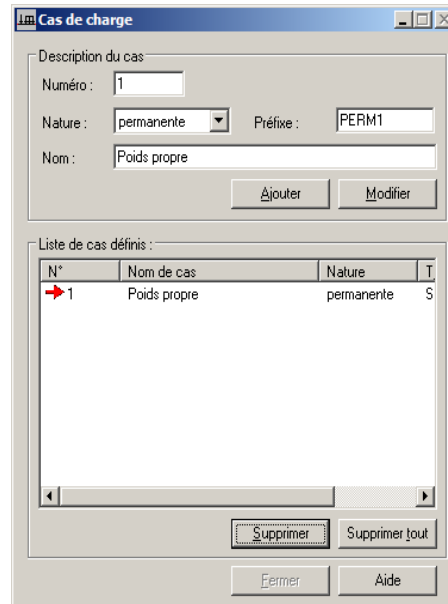 Cas de charge
Description du cas
Numéro : 1
Nature : permanente Préfixe : PERM1
Nom : Poids propre
Ajouter Modifier
Liste de cas définis :
N° Nom de cas Nature T
1 Poids propre permanente S
Supprimer Supprimer tout
Fermer Aide